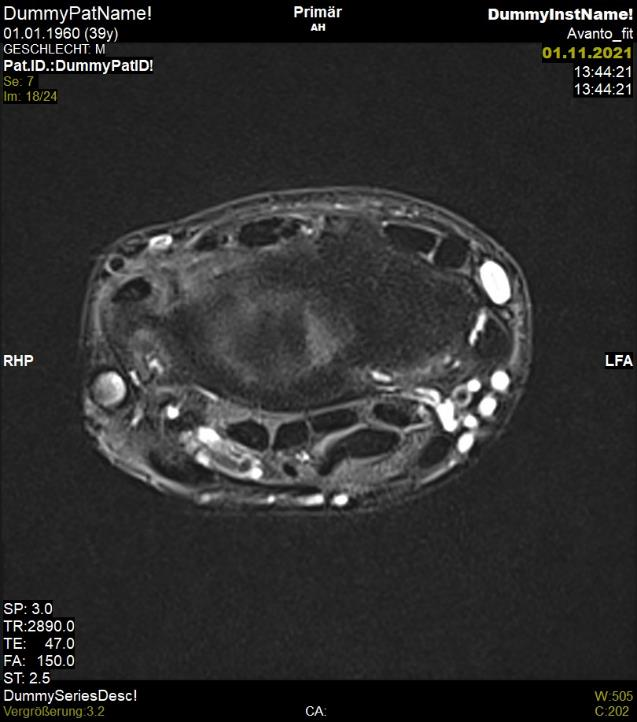 DummyPatName!
01.01.1960 (39y)
GESCHLECHT: M
Pat.ID.:DummyPatID!
Se: 7
Im: 18/24
Primär
AH
DummyInstName!
Avanto_fit
01.11.2021
13:44:21
13:44:21
RHP
LFA
SP: 3.0
TR:2890.0
TE: 47.0
FA: 150.0
ST: 2.5
DummySeriesDesc!
Vergrößerung:3.2
CA:
W:505
C:202